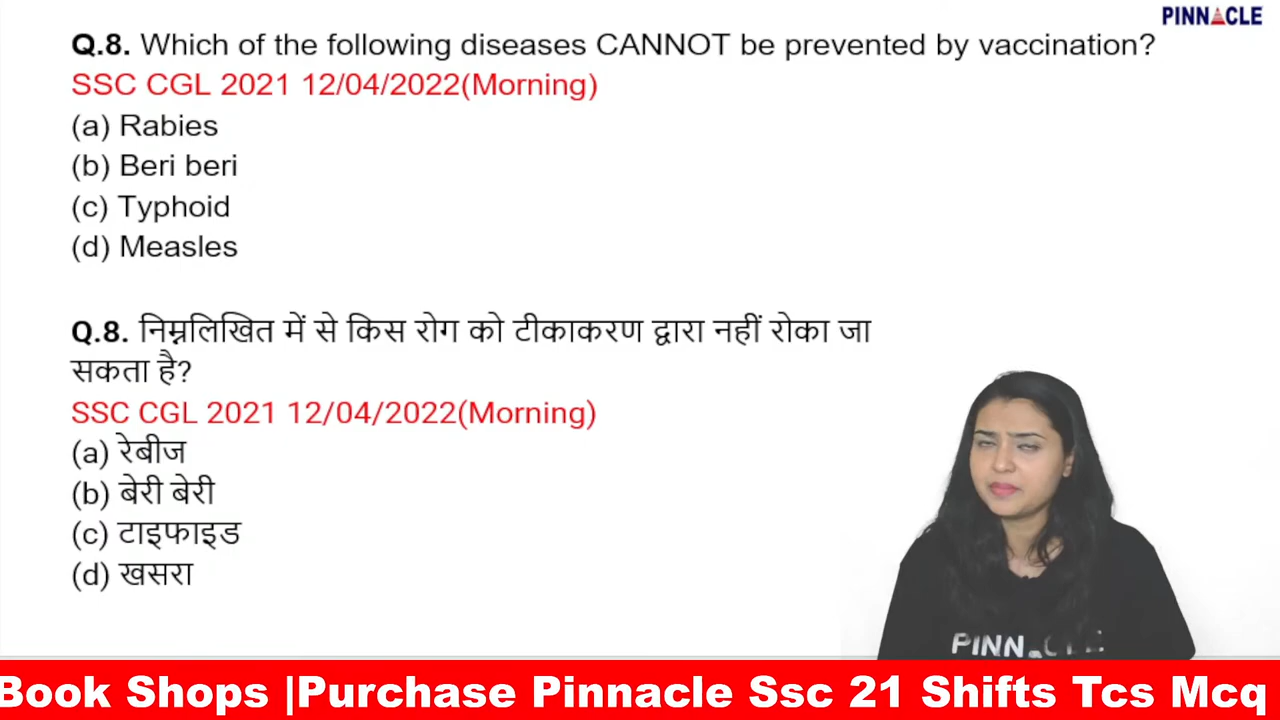 PINNACLE
Q.8. Which of the following diseases CANNOT be prevented by vaccination?
SSC CGL 2021 12/04/2022(Morning)
(a) Rabies
(b) Beri beri
(c) Typhoid
(d) Measles
Q.8. निम्नलिखित में से किस रोग को टीकाकरण द्वारा नहीं रोका जा
सकता है?
SSC CGL 2021 12/04/2022(Morning)
(a) रेबीज
(b) बेरी बेरी
(c) टाइफाइड
(d) खसरा
PINNACLE
Book Shops |Purchase Pinnacle Ssc 21 Shifts Tcs Mcq